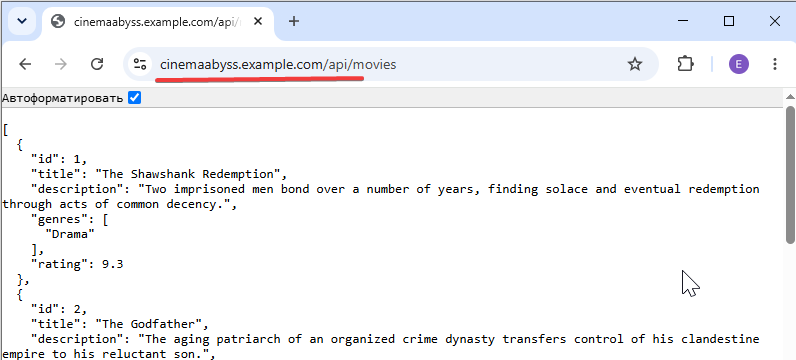 cinemaabyss.example.com/api/m
cinemaabyss.example.com/api/movies
E
Автоформатировать
[
  {
    "id": 1,
    "title": "The Shawshank Redemption",
    "description": "Two imprisoned men bond over a number of years, finding solace and eventual redemption
through acts of common decency.",
    "genres": [
      "Drama"
    ],
    "rating": 9.3
  },
  {
    "id": 2,
    "title": "The Godfather",
    "description": "The aging patriarch of an organized crime dynasty transfers control of his clandestine
empire to his reluctant son.",